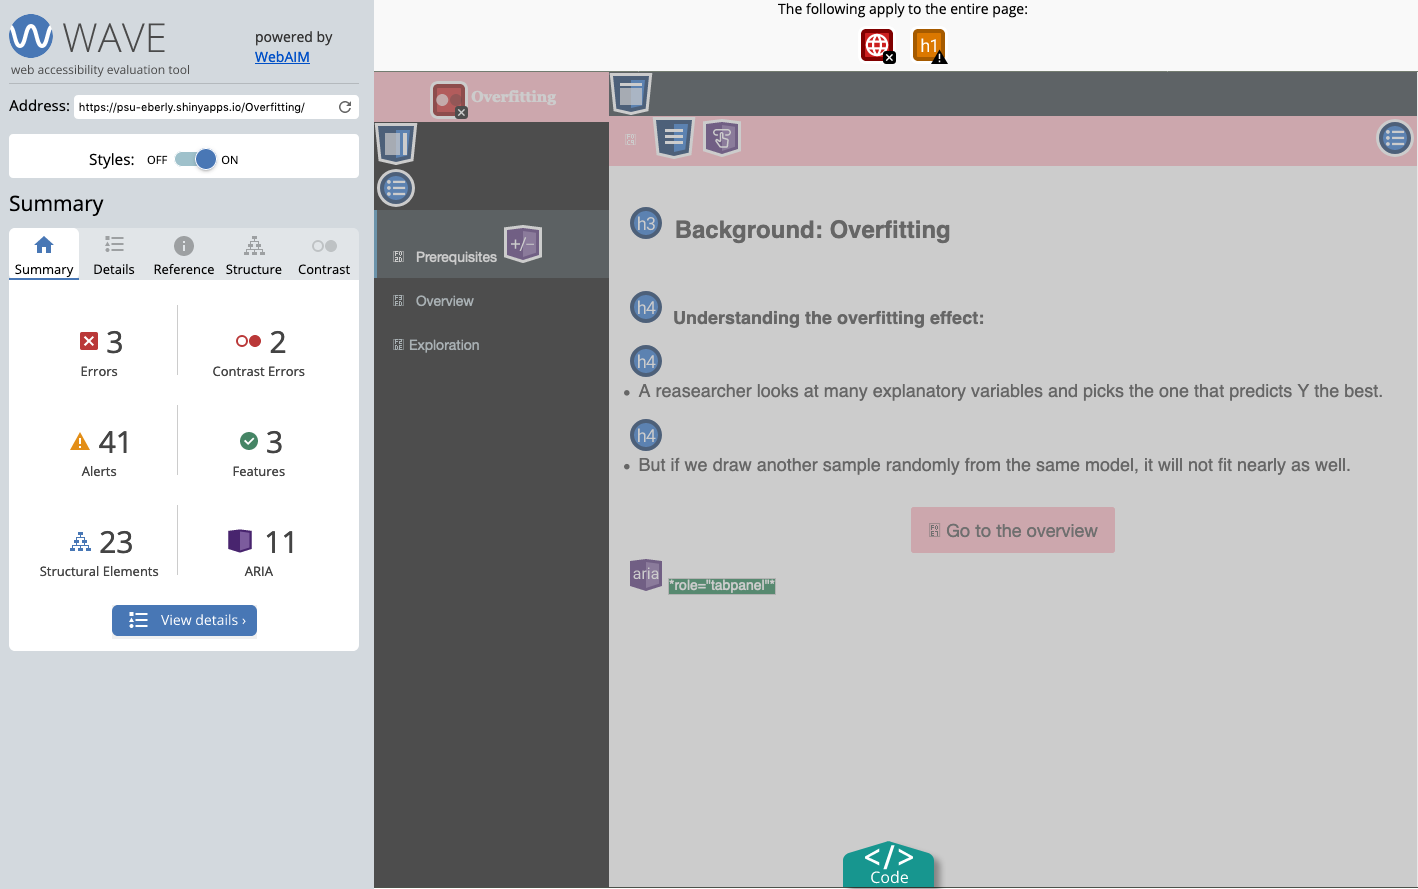 WAVE
powered by
WebAIM
web accessibility evaluation tool
Address: https://psu-eberly.shinyapps.io/Overfitting/
Styles: OFF ON
Summary
Summary Details Reference Structure Contrast
3
Errors
2
Contrast Errors
41
Alerts
3
Features
23
Structural Elements
11
ARIA
View details ›
The following apply to the entire page:
h1
Overfitting
+/-
Prerequisites
Overview
Exploration
h3 Background: Overfitting
h4 Understanding the overfitting effect:
h4
• A reasearcher looks at many explanatory variables and picks the one that predicts Y the best.
h4
• But if we draw another sample randomly from the same model, it will not fit nearly as well.
Go to the overview
aria *role="tabpanel"*
</> Code